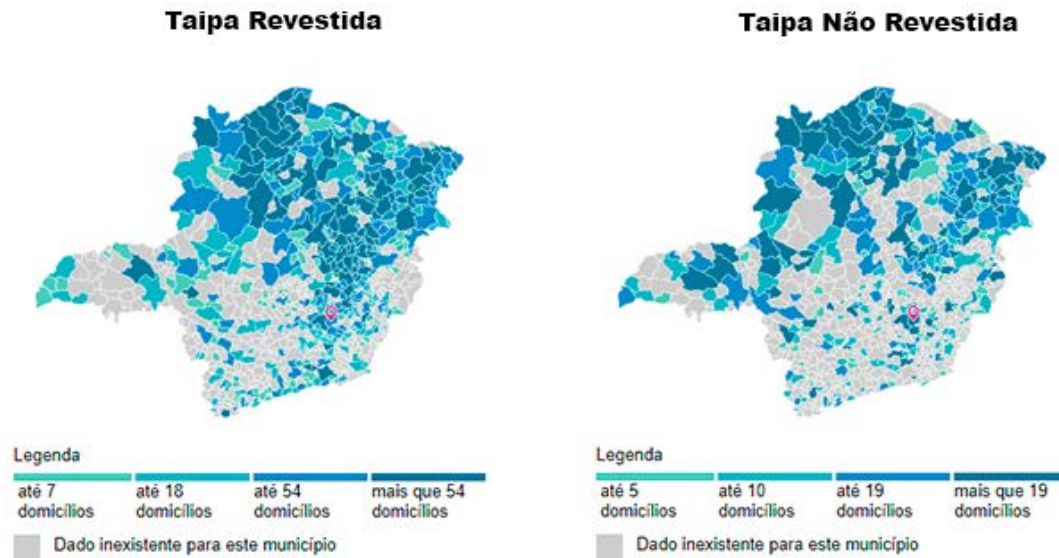 Taipa Revestida
Taipa Não Revestida
Legenda
até 7 domicílios
até 18 domicílios
até 54 domicílios
mais que 54 domicílios
Dado inexistente para este município
Legenda
até 5 domicílios
até 10 domicílios
até 19 domicílios
mais que 19 domicílios
Dado inexistente para este município